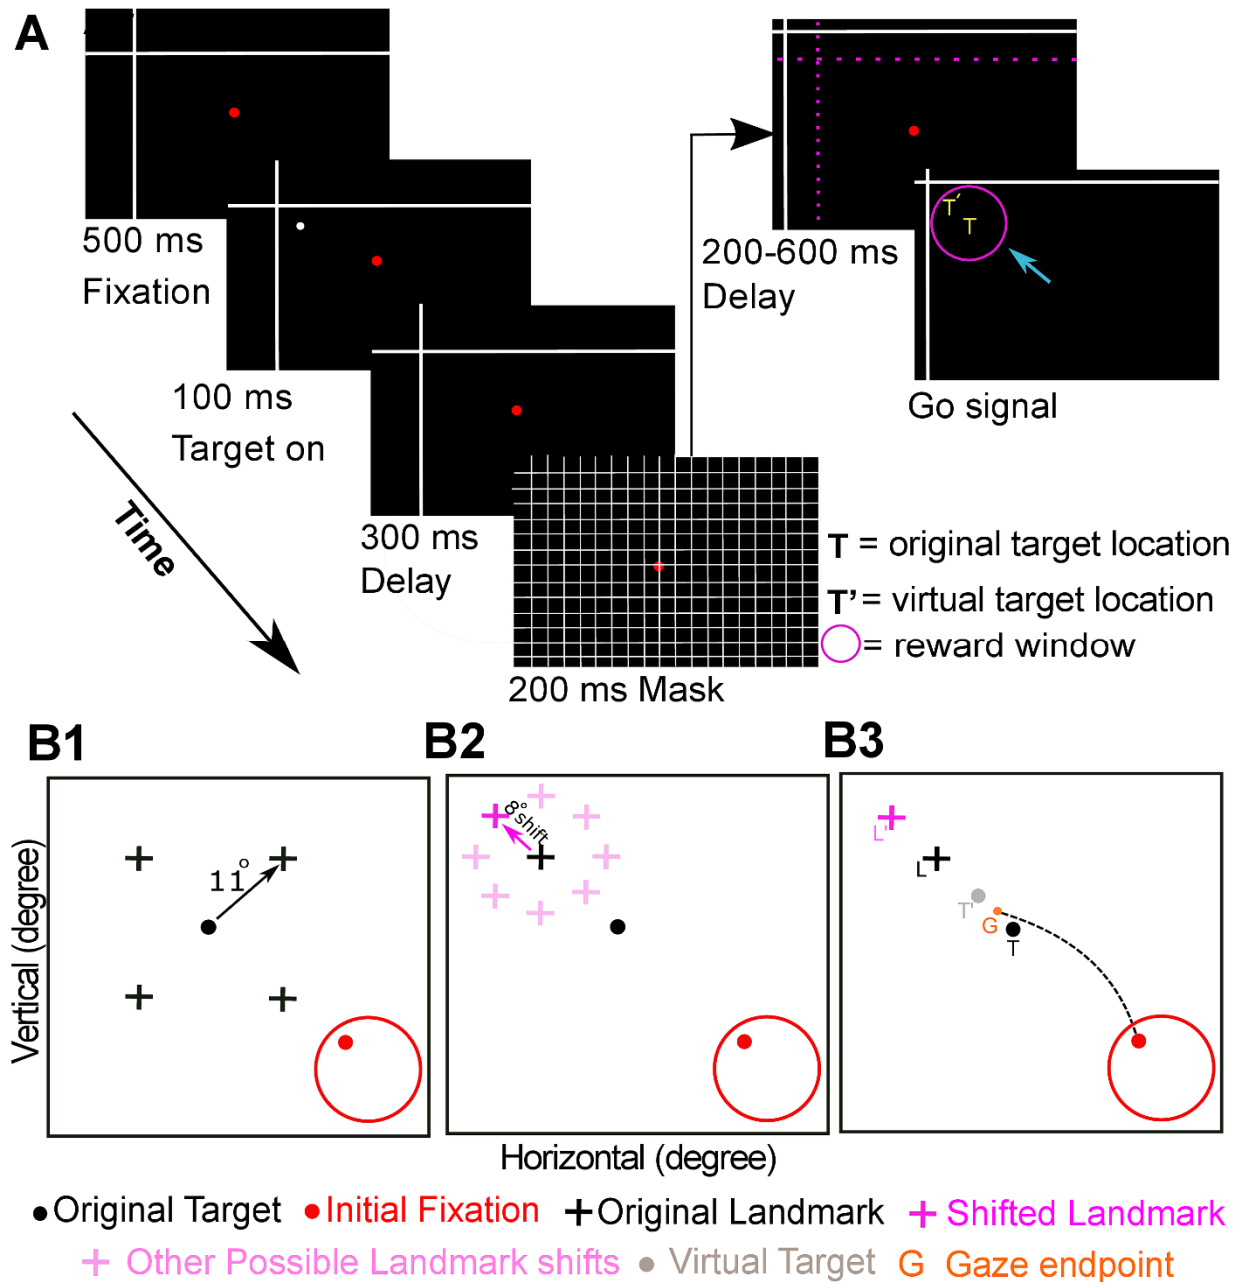 A
500 ms
Fixation
100 ms
Target on
300 ms
Delay
200 ms Mask
Time
200-600 ms
Delay
T'
T
Go signal
T = original target location
T' = virtual target location
= reward window
B1
B2
B3
11°
8° shift
L'
L
T'
G
T
Vertical (degree)
Horizontal (degree)
Original Target
Initial Fixation
Original Landmark
Shifted Landmark
Other Possible Landmark shifts
Virtual Target
G Gaze endpoint